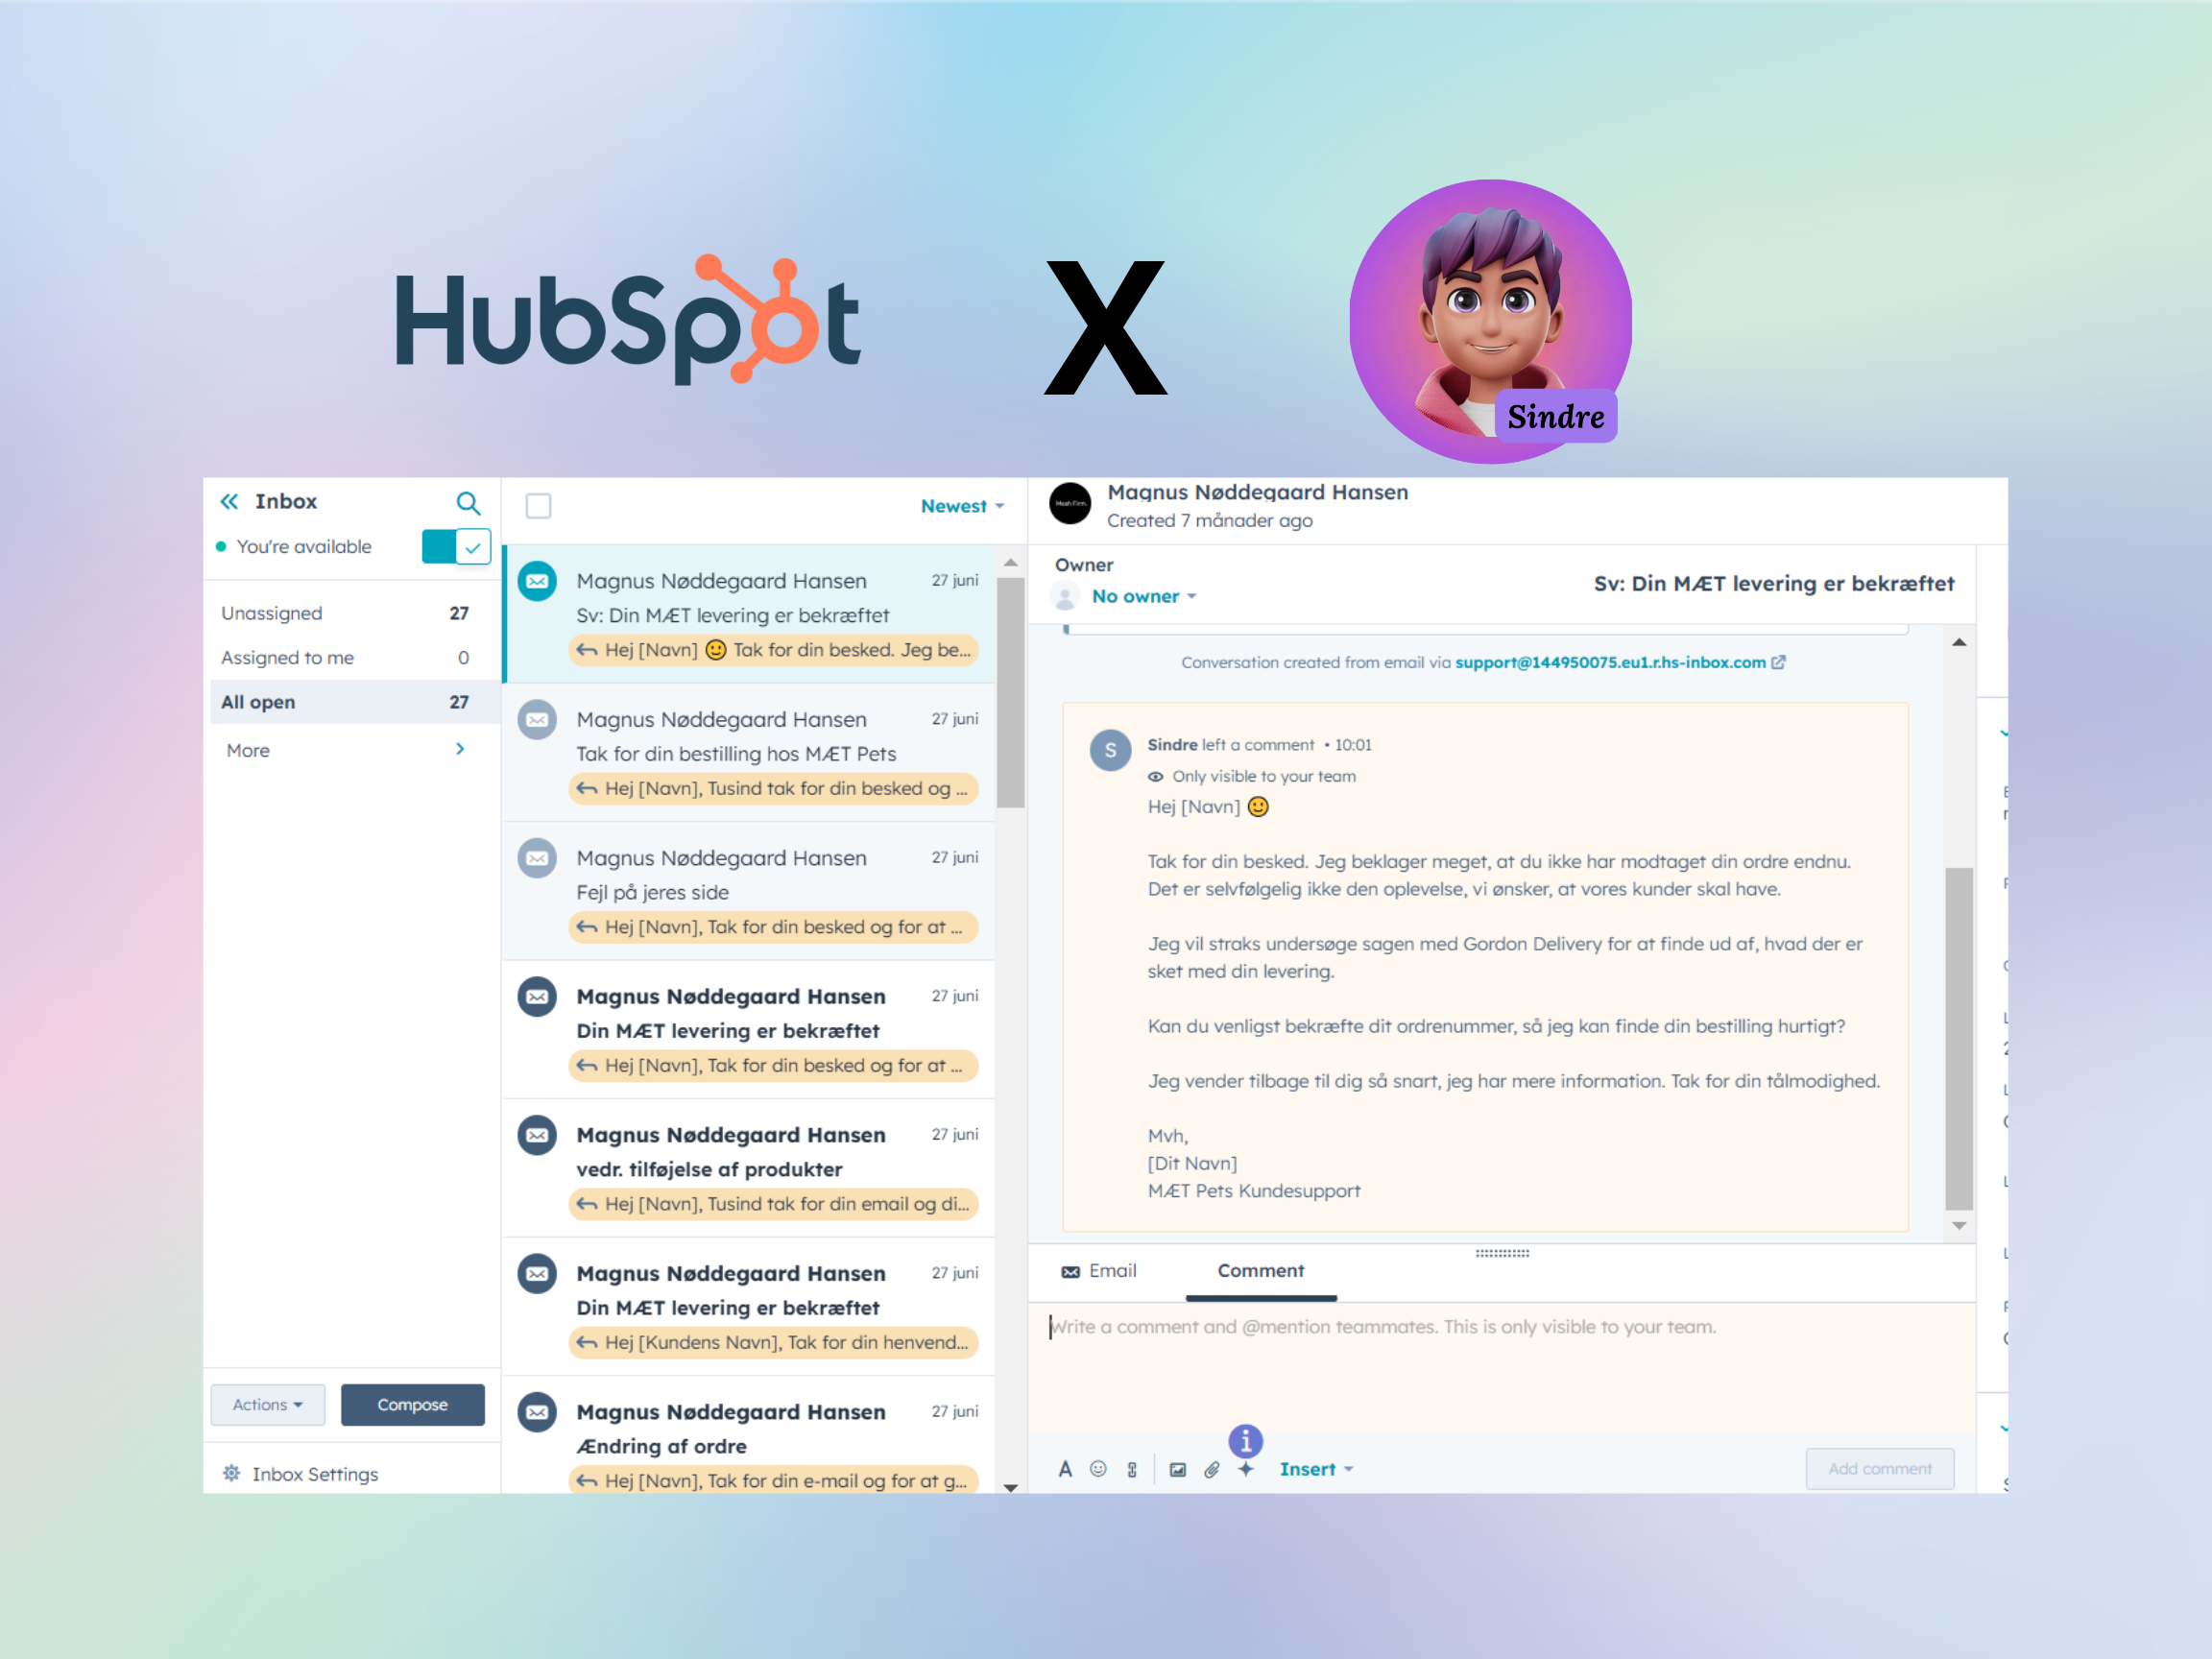 HubSpot
X
Sindre
Inbox
You're available
Unassigned 27
Assigned to me 0
All open 27
More
Actions
Compose
Inbox Settings
Newest
Magnus Nøddegaard Hansen 27 juni
Sv: Din MÆT levering er bekræftet
Hej [Navn] 🙂 Tak for din besked. Jeg be...
Magnus Nøddegaard Hansen 27 juni
Tak for din bestilling hos MÆT Pets
Hej [Navn], Tusind tak for din besked og ...
Magnus Nøddegaard Hansen 27 juni
Fejl på jeres side
Hej [Navn], Tak for din besked og for at ...
Magnus Nøddegaard Hansen 27 juni
Din MÆT levering er bekræftet
Hej [Navn], Tak for din besked og for at ...
Magnus Nøddegaard Hansen 27 juni
vedr. tilføjelse af produkter
Hej [Navn], Tusind tak for din email og di...
Magnus Nøddegaard Hansen 27 juni
Din MÆT levering er bekræftet
Hej [Kundens Navn], Tak for din henvend...
Magnus Nøddegaard Hansen 27 juni
Ændring af ordre
Hej [Navn], Tak for din e-mail og for at g...
Magnus Nøddegaard Hansen
Created 7 månader ago
Owner
No owner
Sv: Din MÆT levering er bekræftet
Conversation created from email via support@144950075.eu1.r.hs-inbox.com
S
Sindre left a comment • 10:01
Only visible to your team
Hej [Navn] 🙂
Tak for din besked. Jeg beklager meget, at du ikke har modtaget din ordre endnu.
Det er selvfølgelig ikke den oplevelse, vi ønsker, at vores kunder skal have.
Jeg vil straks undersøge sagen med Gordon Delivery for at finde ud af, hvad der er
sket med din levering.
Kan du venligst bekræfte dit ordrenummer, så jeg kan finde din bestilling hurtigt?
Jeg vender tilbage til dig så snart, jeg har mere information. Tak for din tålmodighed.
Mvh,
[Dit Navn]
MÆT Pets Kundesupport
Email
Comment
Write a comment and @mention teammates. This is only visible to your team.
i
A
Insert
Add comment